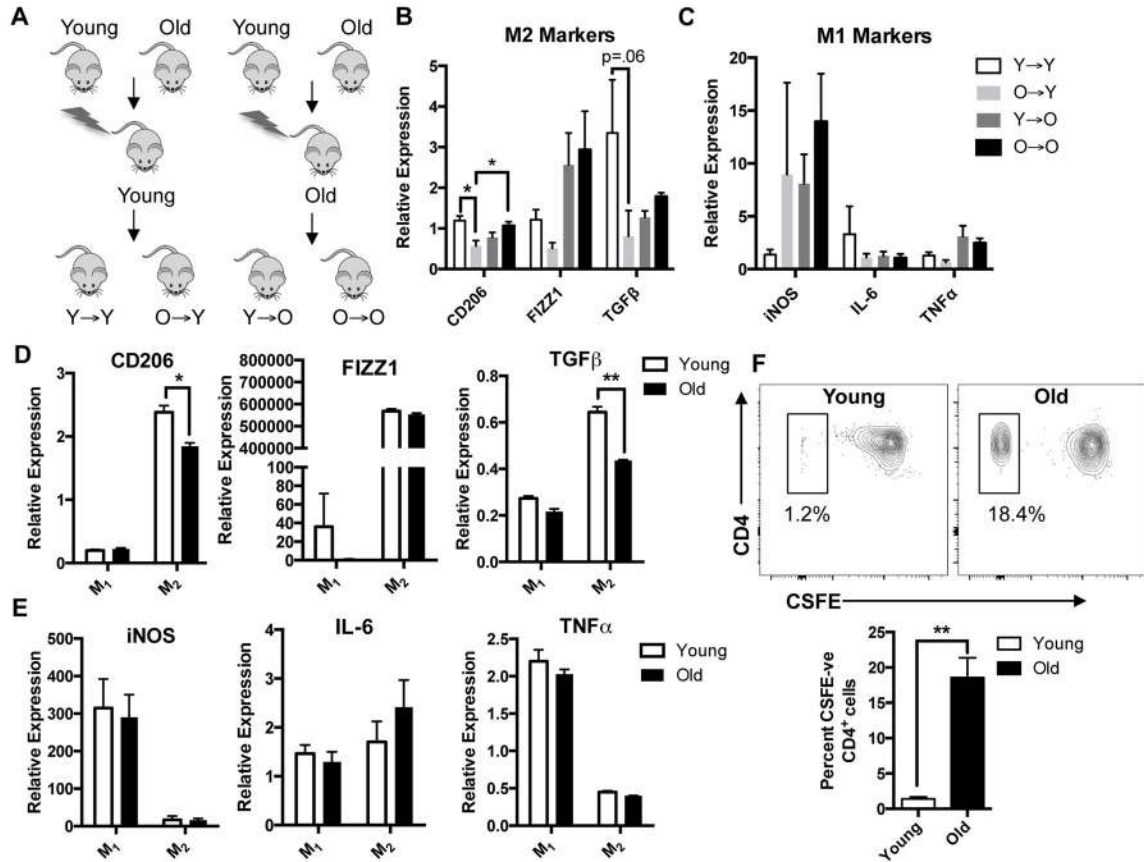 A
Young Old Young Old
Young Old
Y→Y O→Y Y→O O→O
B
M2 Markers
p=.06
* *
Relative Expression
5
4
3
2
1
0
CD206 FIZZ1 TGFβ
C
M1 Markers
Relative Expression
20
15
10
5
0
iNOS IL-6 TNFα
Y→Y
O→Y
Y→O
O→O
D
CD206
*
Relative Expression
3
2
1
0
M1 M2
FIZZ1
Relative Expression
800000
700000
600000
500000
400000
100
80
60
40
20
0
M1 M2
TGFβ
**
Relative Expression
0.8
0.6
0.4
0.2
0.0
M1 M2
Young
Old
E
iNOS
Relative Expression
500
400
300
200
100
0
M1 M2
IL-6
Relative Expression
4
3
2
1
0
M1 M2
TNFα
Relative Expression
2.5
2.0
1.5
1.0
0.5
0.0
M1 M2
Young
Old
F
Young Old
1.2% 18.4%
CD4
CSFE
**
Percent CSFE-ve
CD4+ cells
25
20
15
10
5
0
Young Old
Young
Old